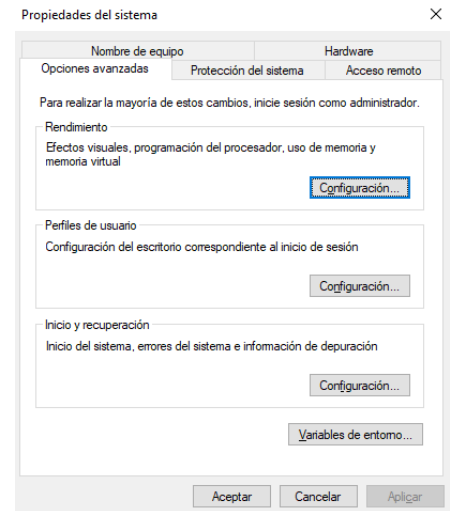 Propiedades del sistema
Nombre de equipo
Hardware
Opciones avanzadas
Protección del sistema
Acceso remoto
Para realizar la mayoría de estos cambios, inicie sesión como administrador.
Rendimiento
Efectos visuales, programación del procesador, uso de memoria y
memoria virtual
Configuración...
Perfiles de usuario
Configuración del escritorio correspondiente al inicio de sesión
Configuración...
Inicio y recuperación
Inicio del sistema, errores del sistema e información de depuración
Configuración...
Variables de entorno...
Aceptar
Cancelar
Aplicar